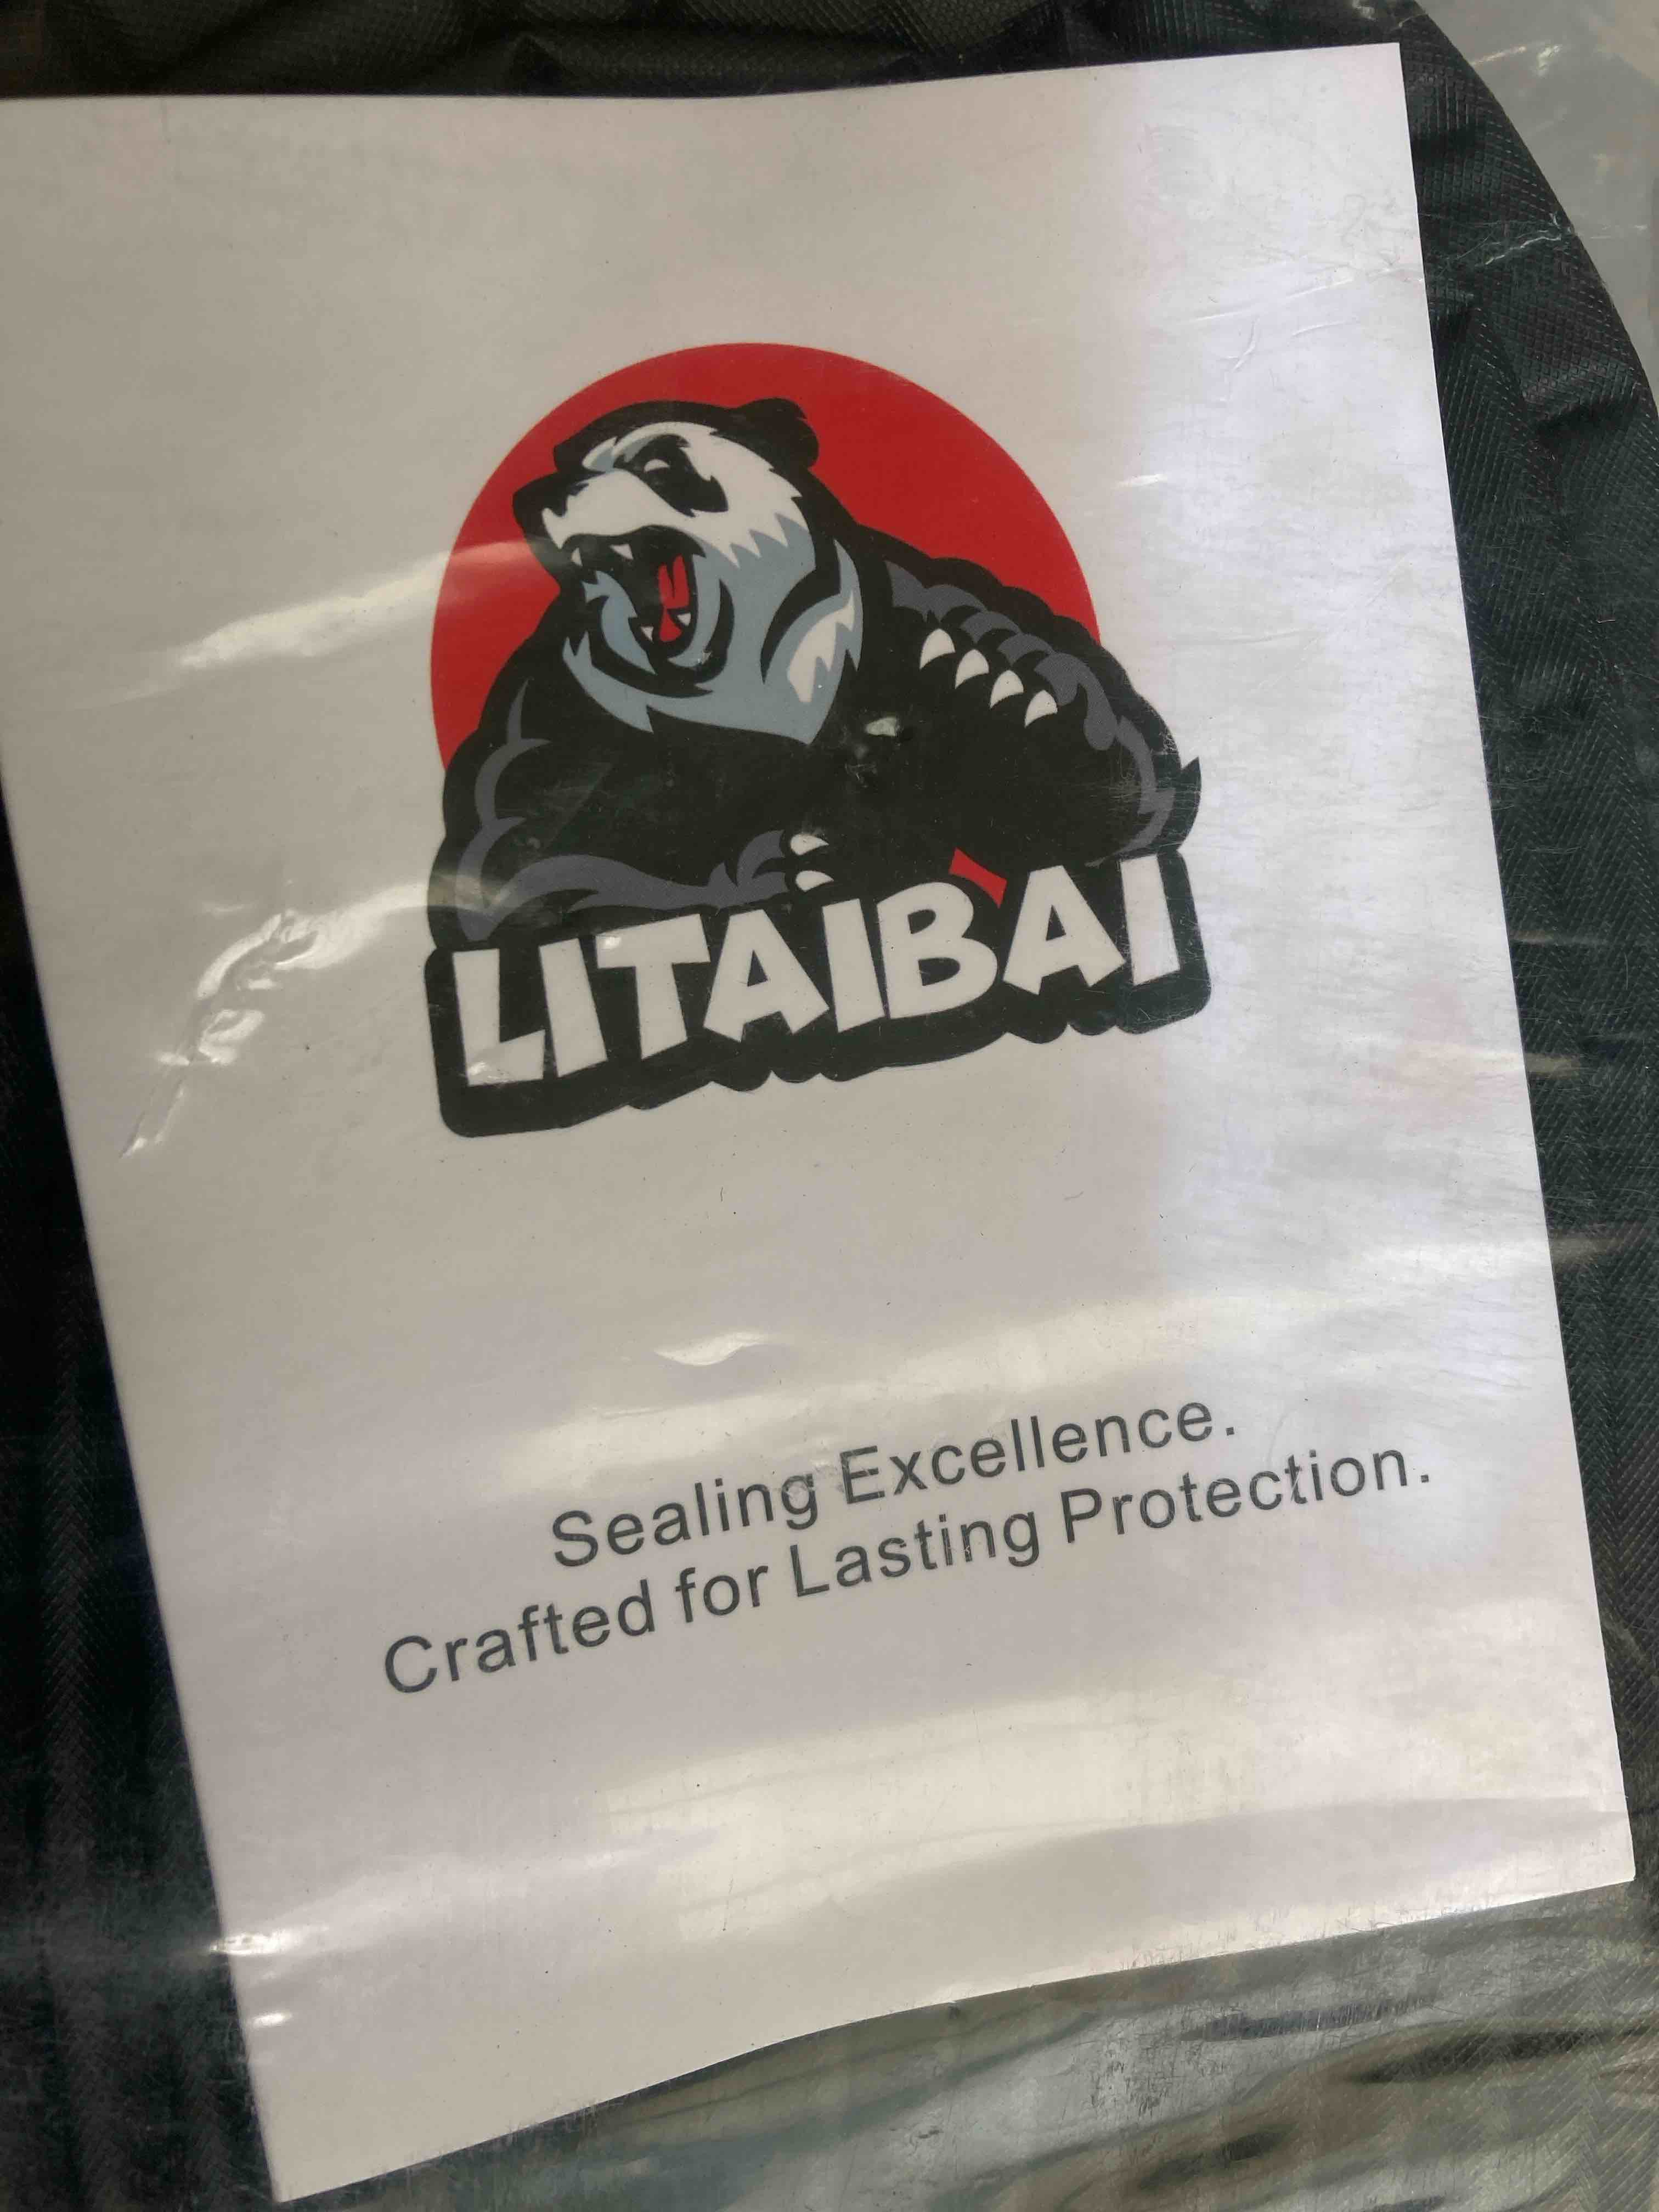 LITAIBAI
Sealing Excellence.
Crafted for Lasting Protection.